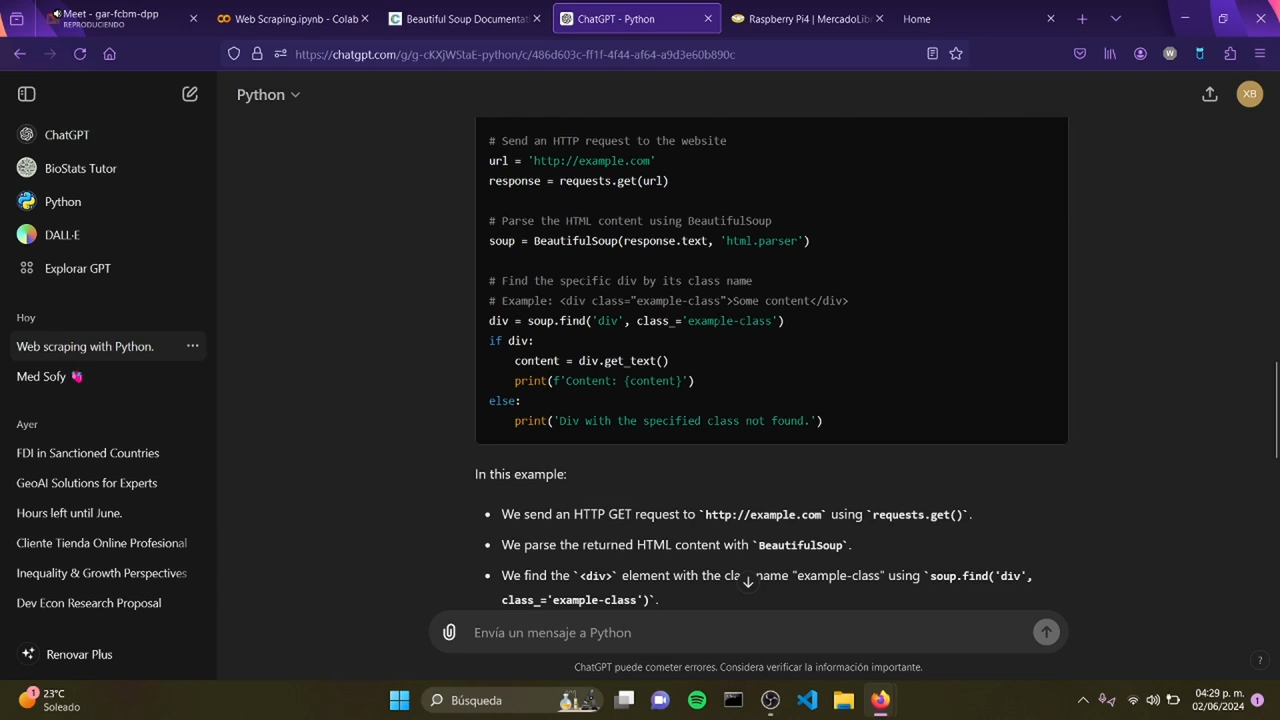 Meet - gar-fcbm-dpp
REPRODUCIENDO
Web Scraping.ipynb - Colab
Beautiful Soup Documentat
ChatGPT - Python
Raspberry Pi4 | MercadoLib
Home
https://chatgpt.com/g/g-cKXjWStaE-python/c/486d603c-ff1f-4f44-af64-a9d3e60b890c
W
Python
XB
ChatGPT
BioStats Tutor
Python
DALL·E
Explorar GPT
Hoy
Web scraping with Python.
Med Sofy
Ayer
FDI in Sanctioned Countries
GeoAI Solutions for Experts
Hours left until June.
Cliente Tienda Online Profesional
Inequality & Growth Perspectives
Dev Econ Research Proposal
Renovar Plus
# Send an HTTP request to the website
url = 'http://example.com'
response = requests.get(url)
# Parse the HTML content using BeautifulSoup
soup = BeautifulSoup(response.text, 'html.parser')
# Find the specific div by its class name
# Example: <div class="example-class">Some content</div>
div = soup.find('div', class_='example-class')
if div:
    content = div.get_text()
    print(f'Content: {content}')
else:
    print('Div with the specified class not found.')
In this example:
• We send an HTTP GET request to `http://example.com` using `requests.get()`.
• We parse the returned HTML content with `BeautifulSoup`.
• We find the `<div>` element with the cla name "example-class" using `soup.find('div',
class_='example-class')`.
Envía un mensaje a Python
ChatGPT puede cometer errores. Considera verificar la información importante.
?
1
23°C
Soleado
Búsqueda
04:29 p. m.
02/06/2024
1